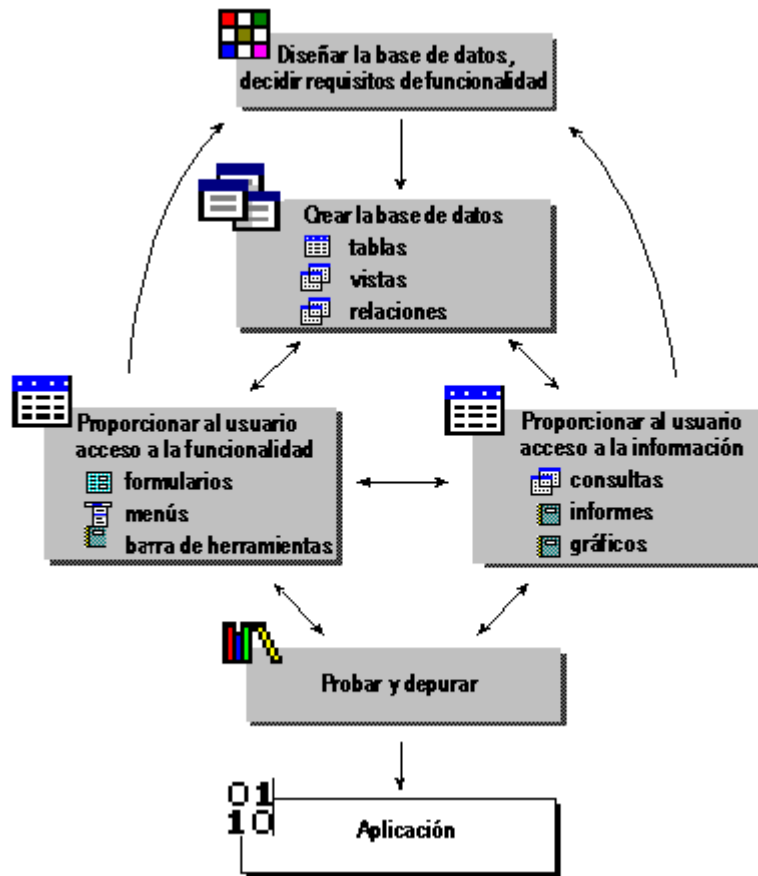 Diseñar la base de datos,
decidir requisitos de funcionalidad
Crear la base de datos
tablas
vistas
relaciones
Proporcionar al usuario
acceso a la funcionalidad
formularios
menús
barra de herramientas
Proporcionar al usuario
acceso a la información
consultas
informes
gráficos
Probar y depurar
01
10
Aplicación